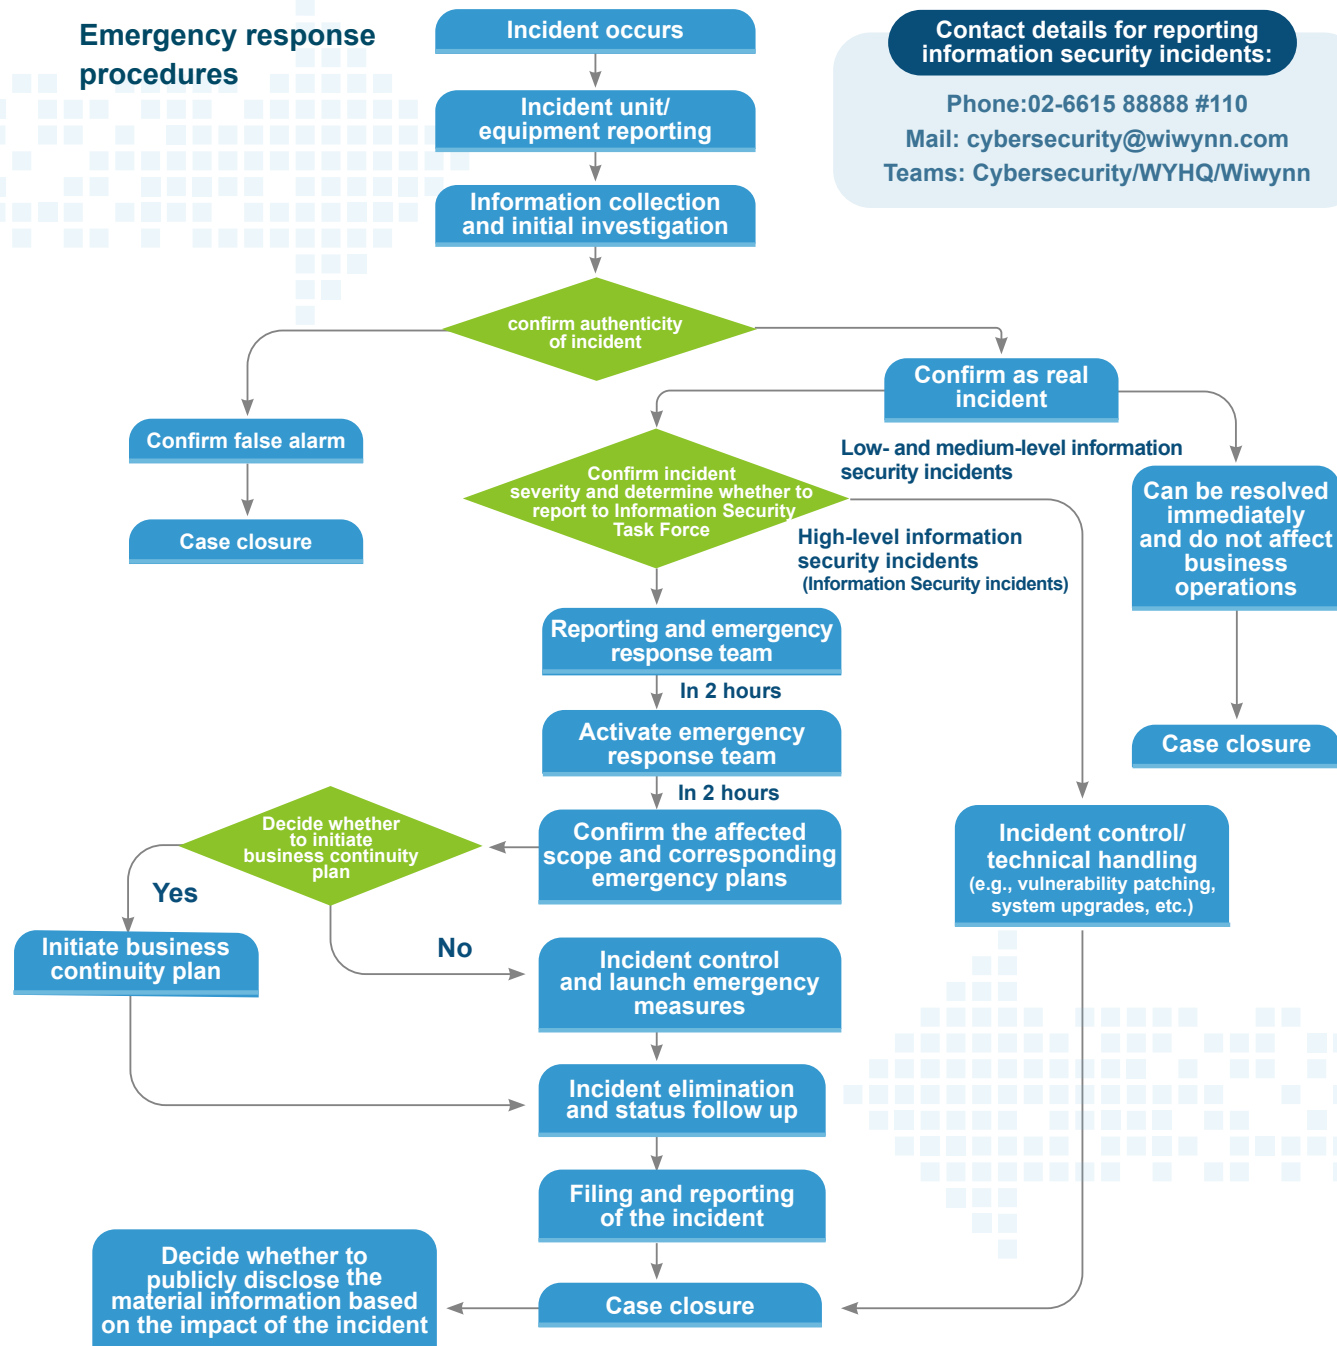 Emergency response
procedures
Incident occurs
Contact details for reporting
information security incidents:
Phone:02-6615 88888 #110
Mail: cybersecurity@wiwynn.com
Teams: Cybersecurity/WYHQ/Wiwynn
Incident unit/
equipment reporting
Information collection
and initial investigation
confirm authenticity
of incident
Confirm as real
incident
Confirm false alarm
Case closure
Confirm incident
severity and determine whether to
report to Information Security
Task Force
Low- and medium-level information
security incidents
High-level information
security incidents
(Information Security incidents)
Can be resolved
immediately
and do not affect
business
operations
Case closure
Reporting and emergency
response team
In 2 hours
Activate emergency
response team
In 2 hours
Confirm the affected
scope and corresponding
emergency plans
Decide whether
to initiate
business continuity
plan
Yes
No
Initiate business
continuity plan
Incident control/
technical handling
(e.g., vulnerability patching,
system upgrades, etc.)
Incident control
and launch emergency
measures
Incident elimination
and status follow up
Filing and reporting
of the incident
Case closure
Decide whether to
publicly disclose the
material information based
on the impact of the incident